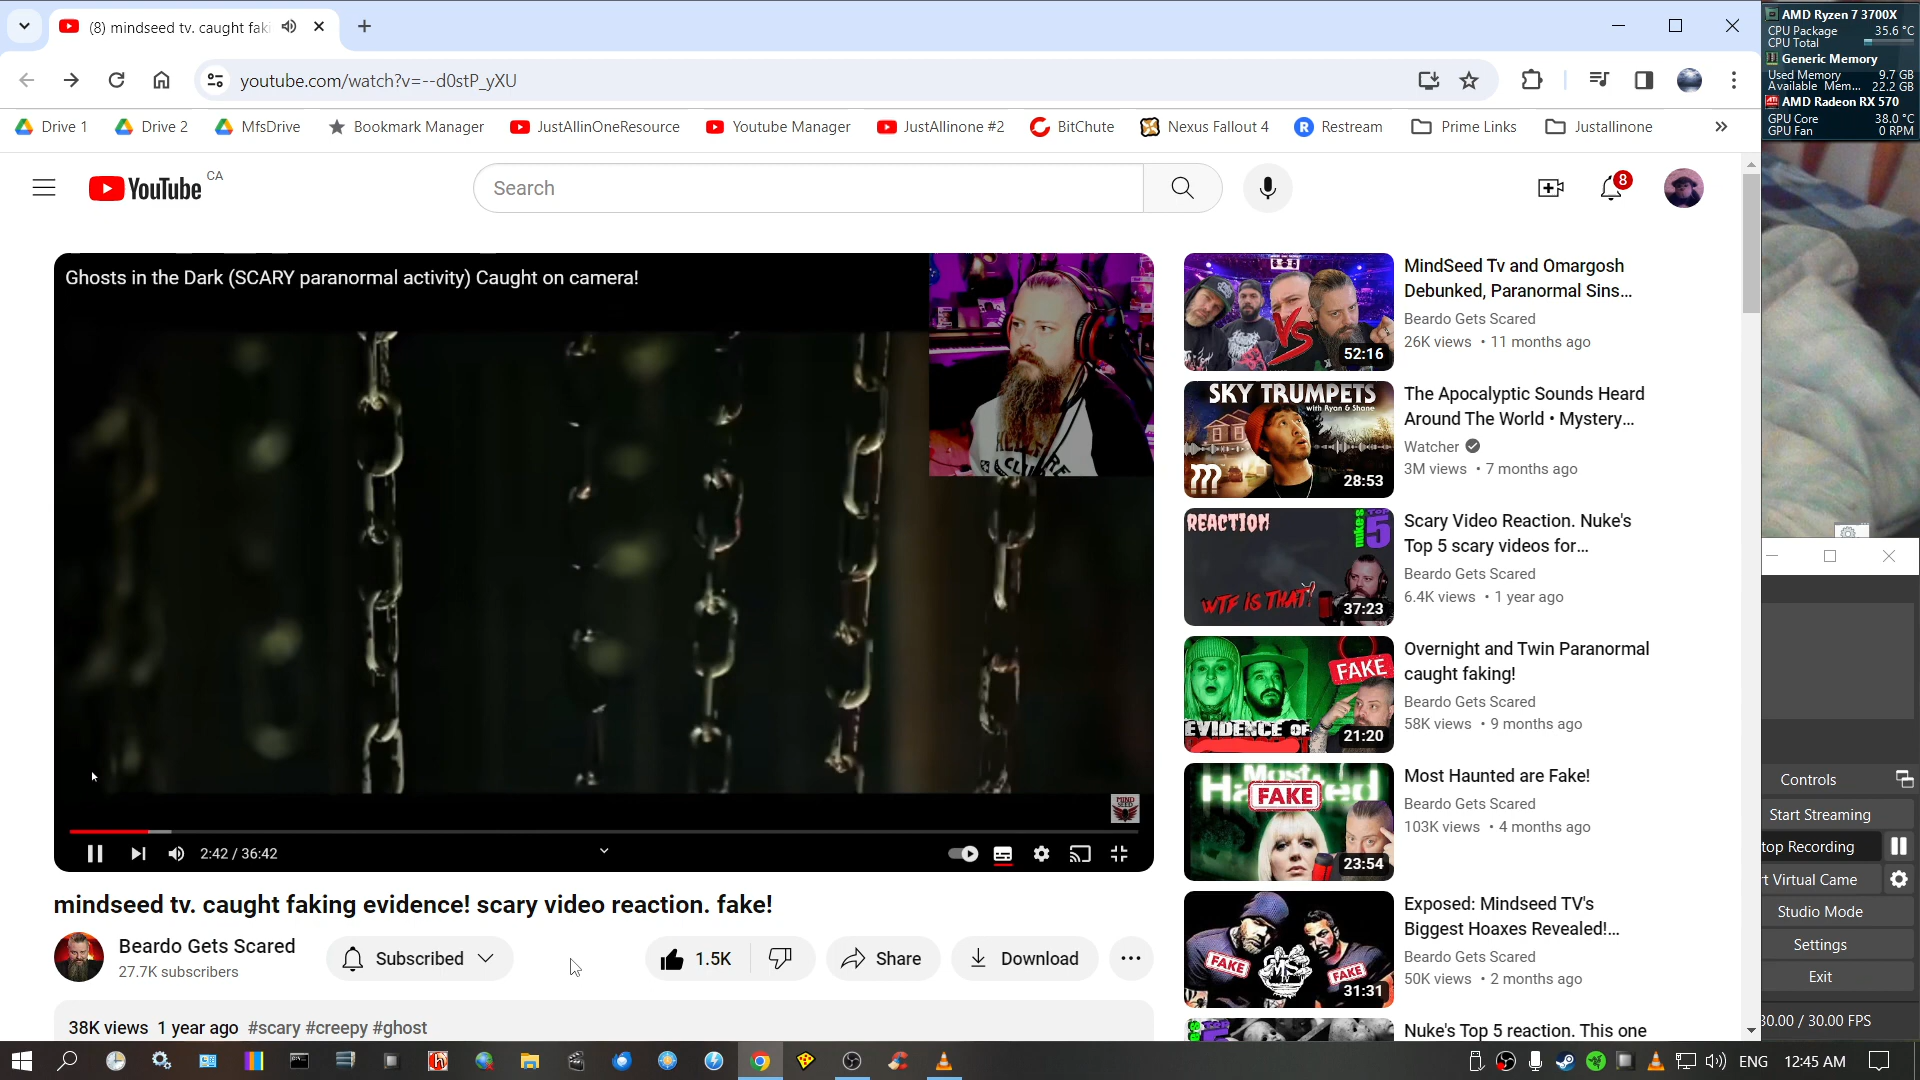 (8) mindseed tv. caught faki
youtube.com/watch?v=--d0stP_yXU
Drive 1
Drive 2
MfsDrive
Bookmark Manager
JustAllinOneResource
Youtube Manager
JustAllinone #2
BitChute
Nexus Fallout 4
Restream
Prime Links
Justallinone
AMD Ryzen 7 3700X
CPU Package 35.6 °C
CPU Total
Generic Memory
Used Memory 9.7 GB
Available Mem... 22.2 GB
AMD Radeon RX 570
GPU Core 38.0 °C
GPU Fan 0 RPM
YouTube CA
Search
8
Ghosts in the Dark (SCARY paranormal activity) Caught on camera!
MIND SEED
2:42 / 36:42
mindseed tv. caught faking evidence! scary video reaction. fake!
Beardo Gets Scared
27.7K subscribers
Subscribed
1.5K
Share
Download
38K views 1 year ago #scary #creepy #ghost
VS
52:16
MindSeed Tv and Omargosh
Debunked, Paranormal Sins...
Beardo Gets Scared
26K views • 11 months ago
SKY TRUMPETS
with Ryan & Shane
28:53
The Apocalyptic Sounds Heard
Around The World • Mystery...
Watcher
3M views • 7 months ago
REACTION
nuke's TOP 5
WTF IS THAT?
37:23
Scary Video Reaction. Nuke's
Top 5 scary videos for...
Beardo Gets Scared
6.4K views • 1 year ago
FAKE
EVIDENCE OF
21:20
Overnight and Twin Paranormal
caught faking!
Beardo Gets Scared
58K views • 9 months ago
Most
Haunted
FAKE
23:54
Most Haunted are Fake!
Beardo Gets Scared
103K views • 4 months ago
FAKE
FAKE
31:31
Exposed: Mindseed TV's
Biggest Hoaxes Revealed!...
Beardo Gets Scared
50K views • 2 months ago
Nuke's Top 5 reaction. This one
Controls
Start Streaming
top Recording
t Virtual Came
Studio Mode
Settings
Exit
30.00 / 30.00 FPS
ENG
12:45 AM